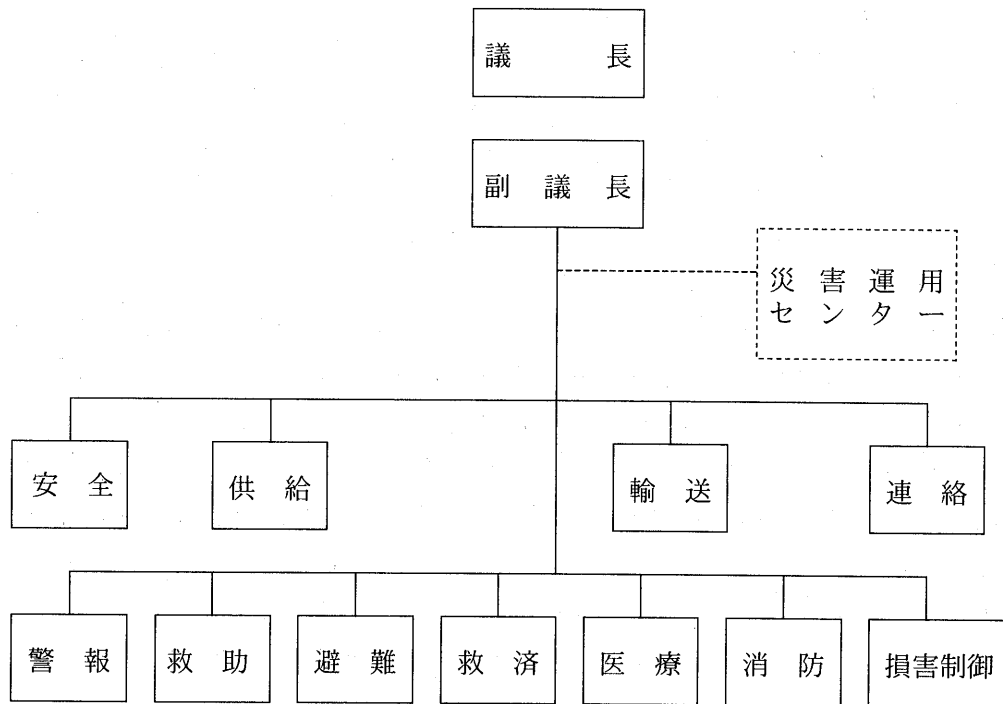 議長
副議長
災害運用
センター
安全
供給
輸送
連絡
警報
救助
避難
救済
医療
消防
損害制御